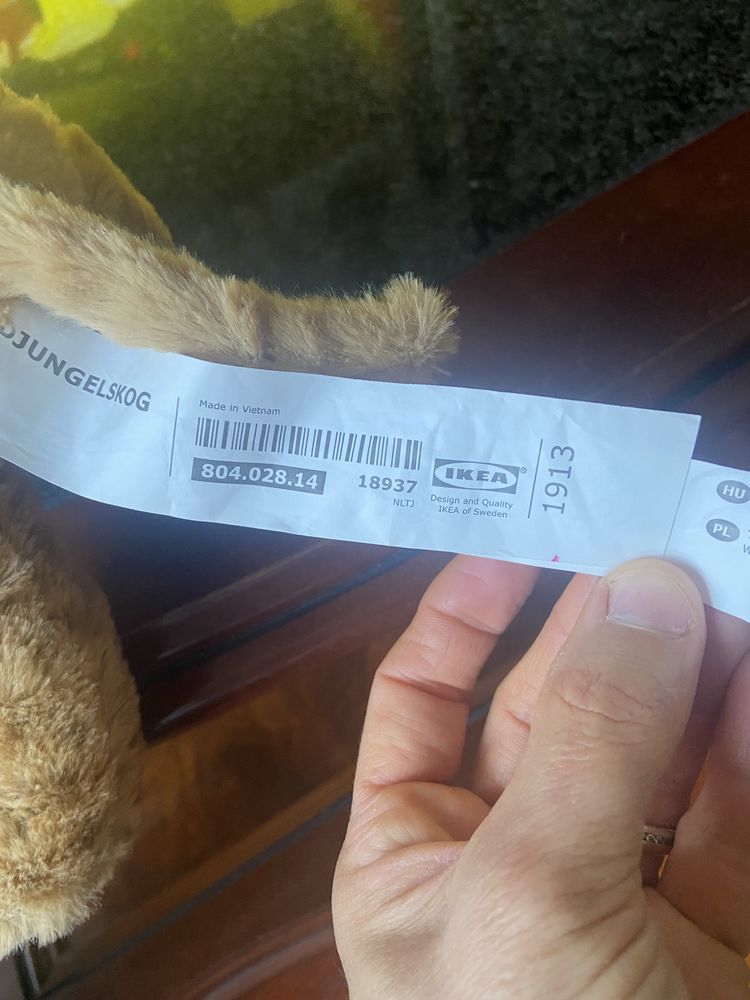 DJUNGELSKOG
Made in Vietnam
804.028.14
18937
NLTJ
IKEA®
Design and Quality
IKEA of Sweden
1913
HU
PL